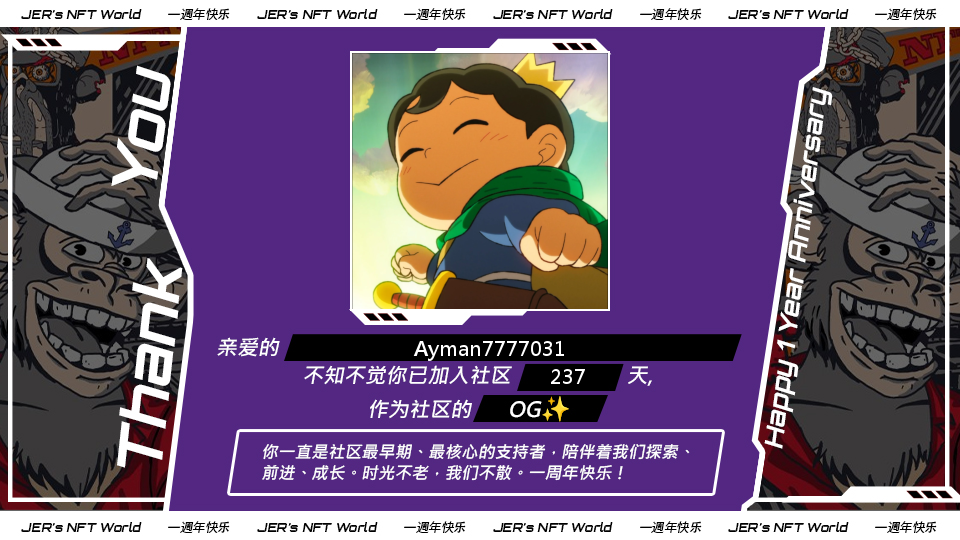 JER's NFT World 一週年快乐 JER's NFT World 一週年快乐 JER's NFT World 一週年快乐 JER's NFT World 一週年快乐
Thank You
亲爱的 Ayman7777031
不知不觉你已加入社区 237 天,
作为社区的 OG✨
你一直是社区最早期、最核心的支持者，陪伴着我们探索、
前进、成长。时光不老，我们不散。一周年快乐！
Happy 1 Year Anniversary
JER's NFT World 一週年快乐 JER's NFT World 一週年快乐 JER's NFT World 一週年快乐 JER's NFT World 一週年快乐